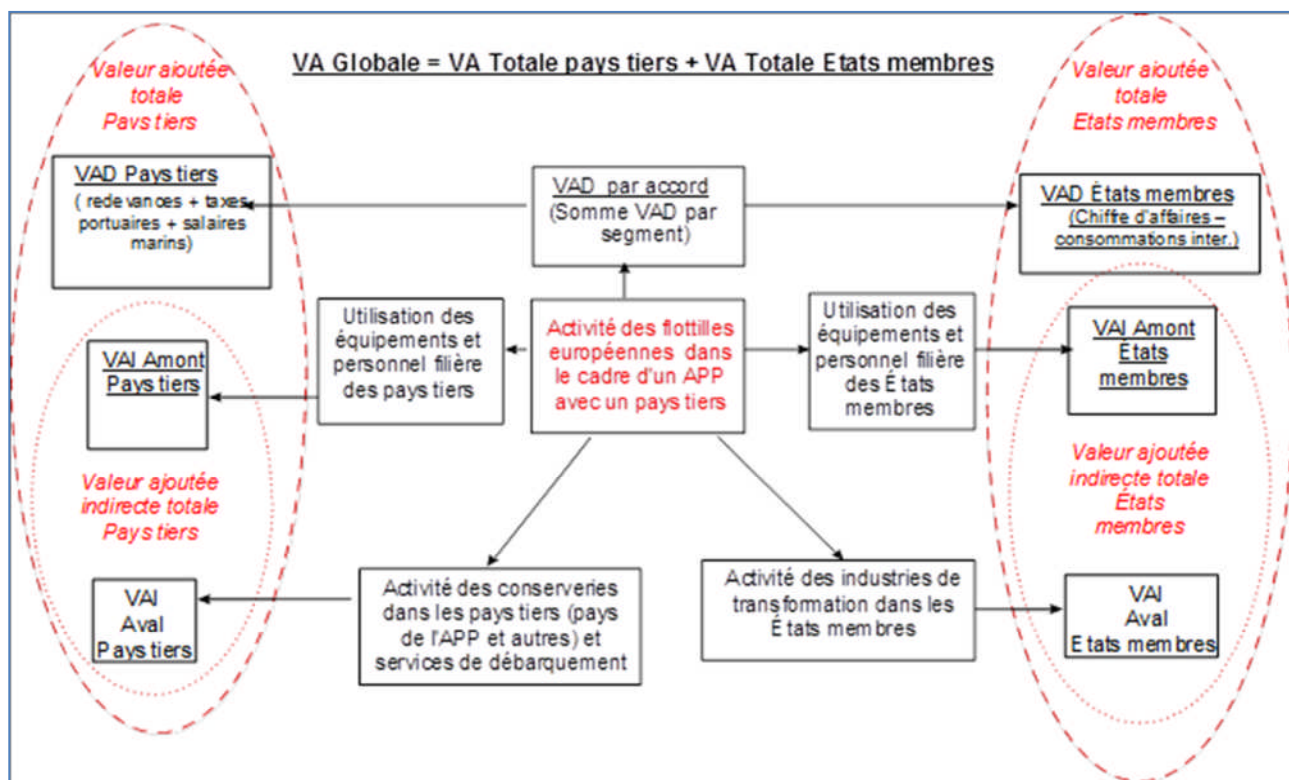 VA Globale = VA Totale pays tiers + VA Totale Etats membres
Valeur aioutée
totale
Pavs tiers
Valeur aioutée
totale
Etats membres
VAD Pays tiers
( redevances + taxes
portuaires + salaires
marins)
VAD par accord
(Somme VAD par
segment)
VAD États membres
(Chiffre d'affaires –
consommations inter.)
Utilisation des
équipements et
personnel filière
des pays tiers
Activité des flottilles
européennes dans
le cadre d'un APP
avec un pays tiers
Utilisation des
équipements et
personnel filière
des États
membres
VAI Amont
Pays tiers
VAI Amont
États
membres
Valeur ajoutée
indirecte totale
Pays tiers
Valeur ajoutée
indirecte totale
États
membres
VAI
Aval
Pays tiers
Activité des conserveries
dans les pays tiers (pays
de l'APP et autres) et
services de débarquement
Activité des industries de
transformation dans les
États membres
VAI
Aval
Etats membres